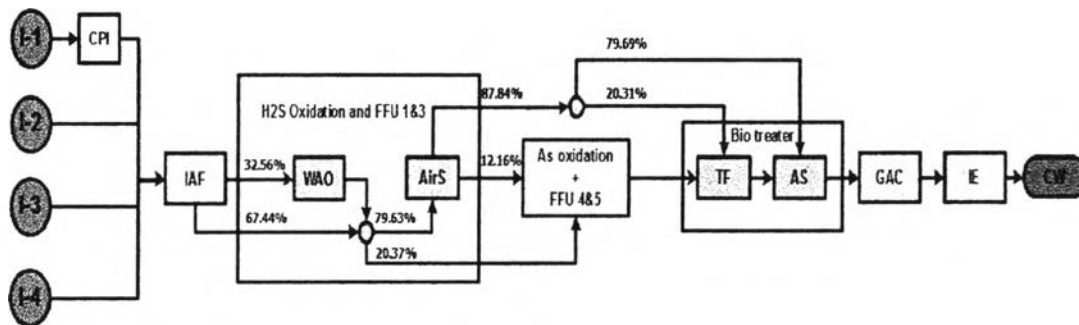 I-1
CPI
79.69%
87.84%
20.31%
H2S Oxidation and FFU 1&3
I-2
Bio treater
IAF
32.56%
WAO
AirS
12.16%
As oxidation
+
FFU 4&5
TF
AS
GAC
IE
CW
I-3
67.44%
79.63%
20.37%
I-4